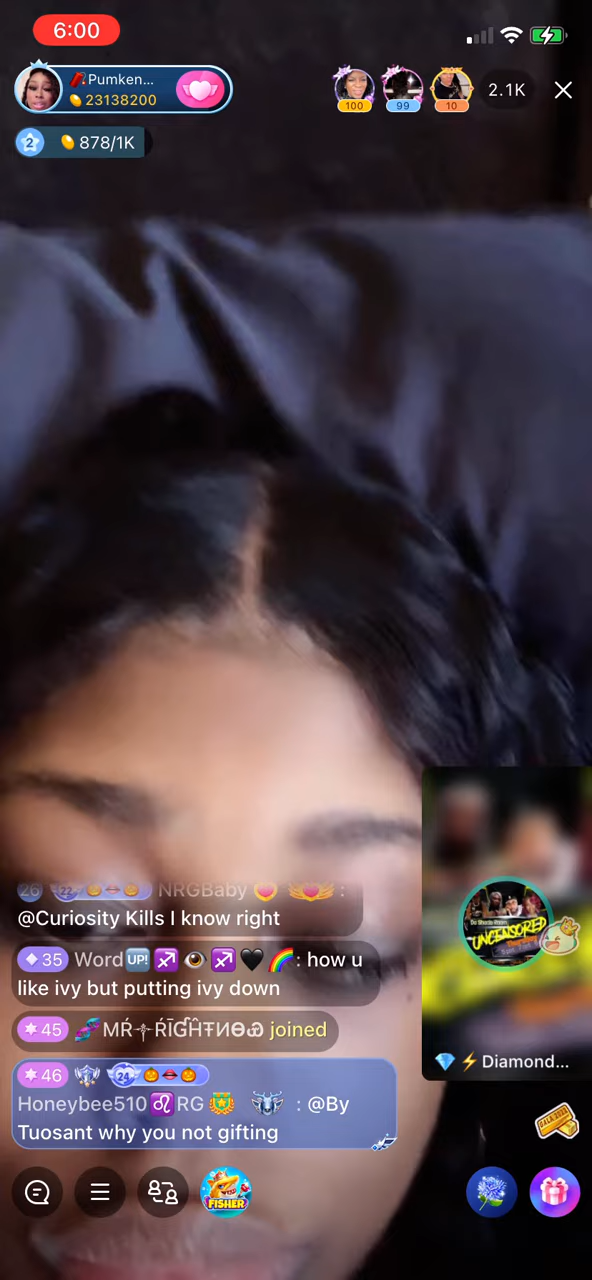 6:00
Pumken...
23138200
100
99
10
2.1K
2
878/1K
26 22 NRGBaby :
@Curiosity Kills I know right
35 Word UP! : how u
like ivy but putting ivy down
45 joined
46 21
Honeybee510 RG : @By
Tuosant why you not gifting
UNCENSORED
Diamond...
FISHER